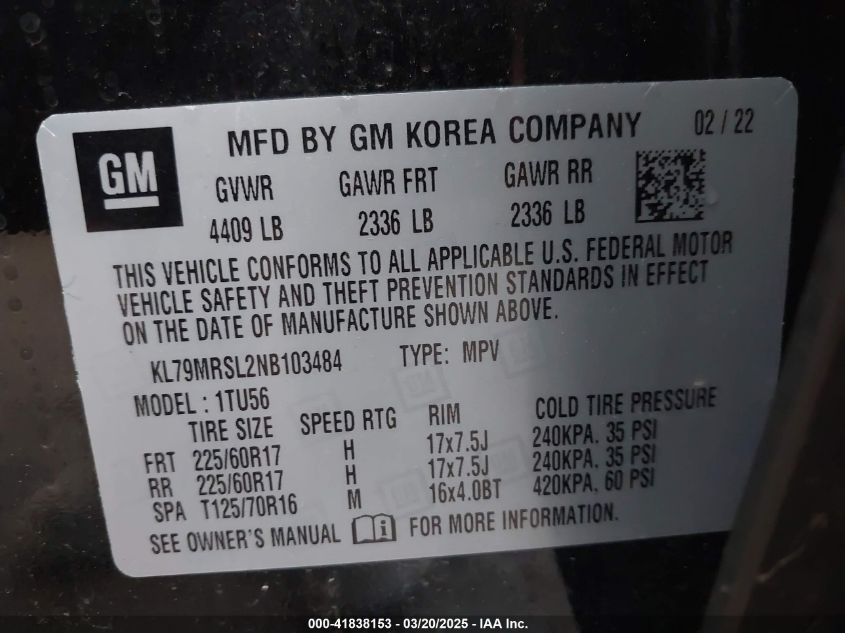 GM
MFD BY GM KOREA COMPANY 02 / 22
GVWR GAWR FRT GAWR RR
4409 LB 2336 LB 2336 LB
THIS VEHICLE CONFORMS TO ALL APPLICABLE U.S. FEDERAL MOTOR
VEHICLE SAFETY AND THEFT PREVENTION STANDARDS IN EFFECT
ON THE DATE OF MANUFACTURE SHOWN ABOVE.
KL79MRSL2NB103484 TYPE: MPV
MODEL : 1TU56
TIRE SIZE SPEED RTG RIM COLD TIRE PRESSURE
FRT 225/60R17 H 17x7.5J 240KPA. 35 PSI
RR 225/60R17 H 17x7.5J 240KPA. 35 PSI
SPA T125/70R16 M 16x4.0BT 420KPA. 60 PSI
SEE OWNER'S MANUAL FOR MORE INFORMATION.
000-41838153 — 03/20/2025 — IAA Inc.